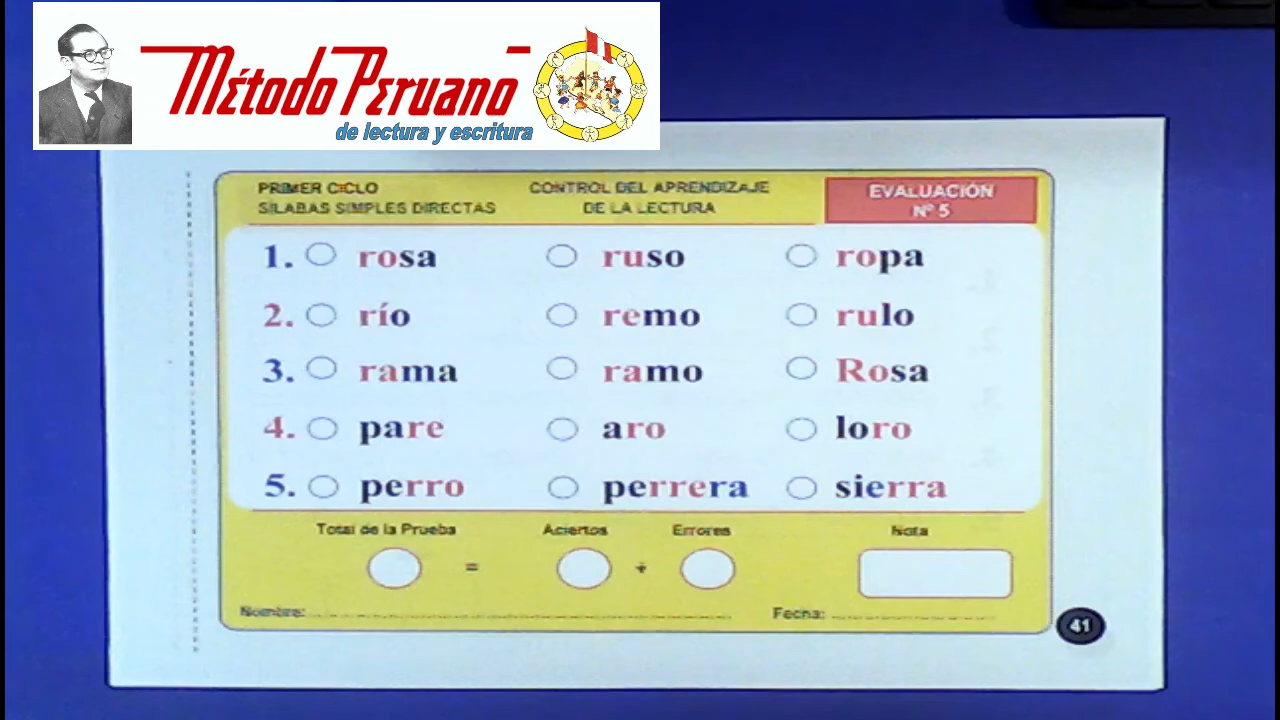 Método Peruano
de lectura y escritura
PRIMER CICLO
SÍLABAS SIMPLES DIRECTAS
CONTROL DEL APRENDIZAJE
DE LA LECTURA
EVALUACIÓN
Nº 5
1. rosa ruso ropa
2. río remo rulo
3. rama ramo Rosa
4. pare aro loro
5. perro perrera sierra
Total de la Prueba Aciertos Errores Nota
= +
Nombre: Fecha:
41